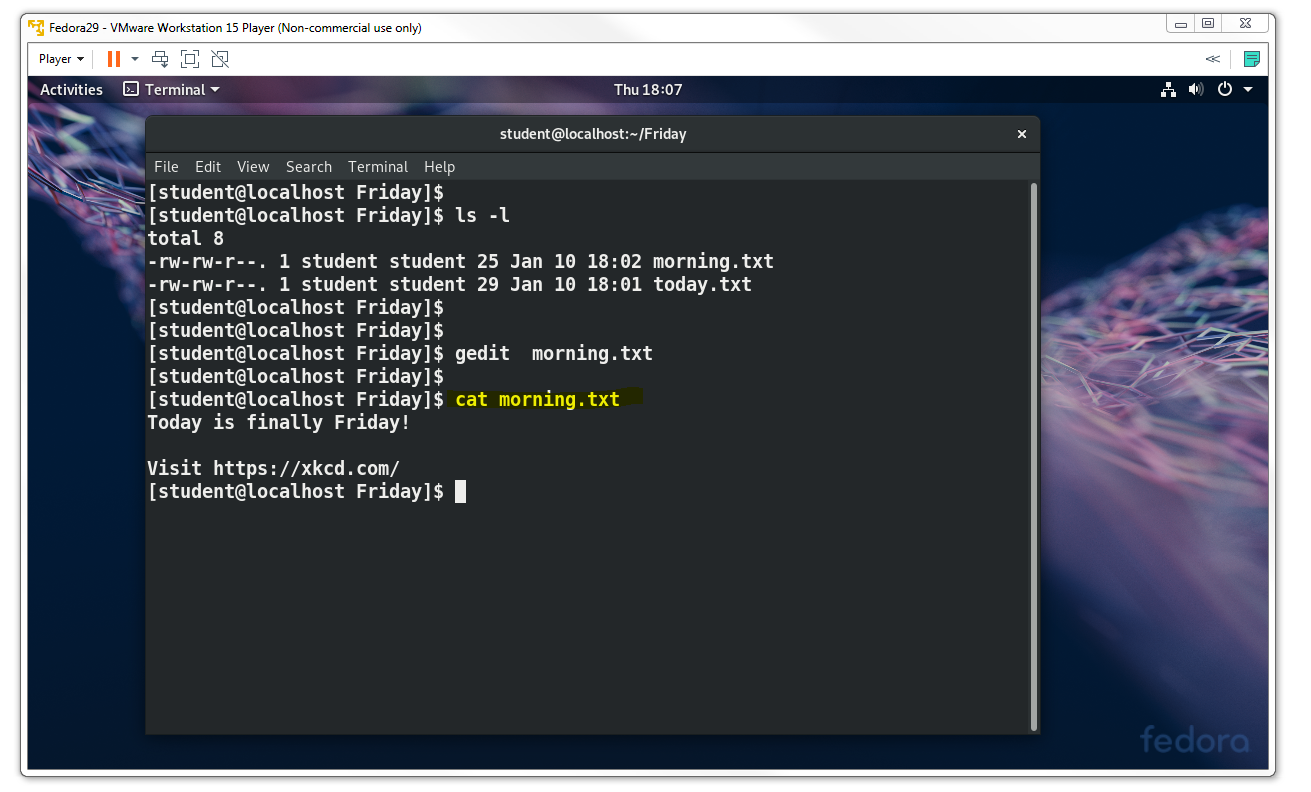 Fedora29 - VMware Workstation 15 Player (Non-commercial use only)
Player
Activities Terminal Thu 18:07
student@localhost:~/Friday
File Edit View Search Terminal Help
[student@localhost Friday]$
[student@localhost Friday]$ ls -l
total 8
-rw-rw-r--. 1 student student 25 Jan 10 18:02 morning.txt
-rw-rw-r--. 1 student student 29 Jan 10 18:01 today.txt
[student@localhost Friday]$
[student@localhost Friday]$
[student@localhost Friday]$ gedit  morning.txt
[student@localhost Friday]$
[student@localhost Friday]$ cat morning.txt
Today is finally Friday!
Visit https://xkcd.com/
[student@localhost Friday]$
fedora